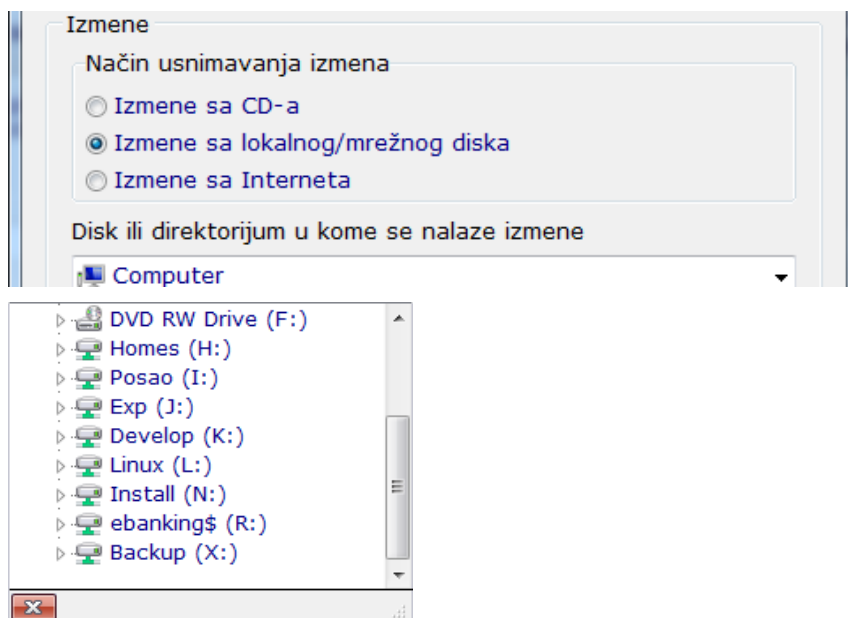 Izmene
Način usnimavanja izmena
Izmene sa CD-a
Izmene sa lokalnog/mrežnog diska
Izmene sa Interneta
Disk ili direktorijum u kome se nalaze izmene
Computer
DVD RW Drive (F:)
Homes (H:)
Posao (I:)
Exp (J:)
Develop (K:)
Linux (L:)
Install (N:)
ebanking$ (R:)
Backup (X:)